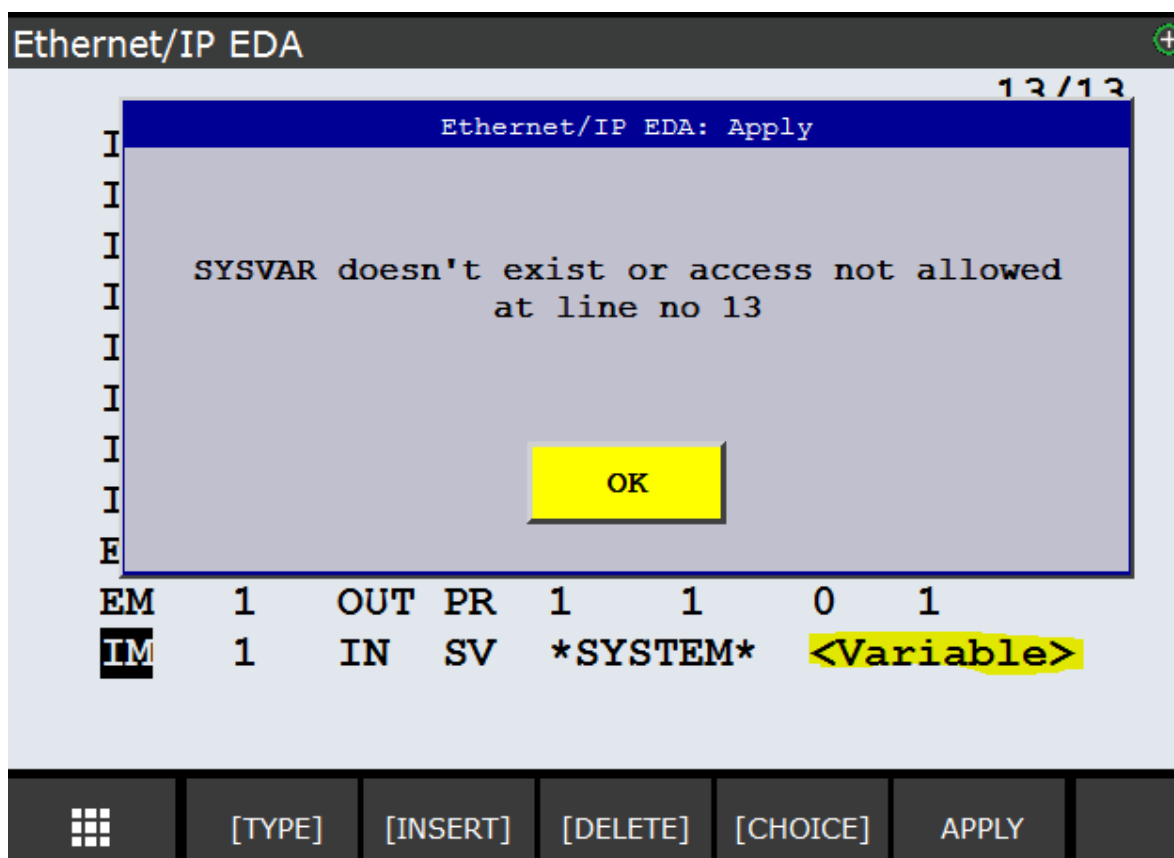 Ethernet/IP EDA
13/13
Ethernet/IP EDA: Apply
I
I
I
SYSVAR doesn't exist or access not allowed
I
at line no 13
I
I
I
I
OK
E
EM 1 OUT PR 1 1 0 1
IM 1 IN SV *SYSTEM* <Variable>
[TYPE] [INSERT] [DELETE] [CHOICE] APPLY